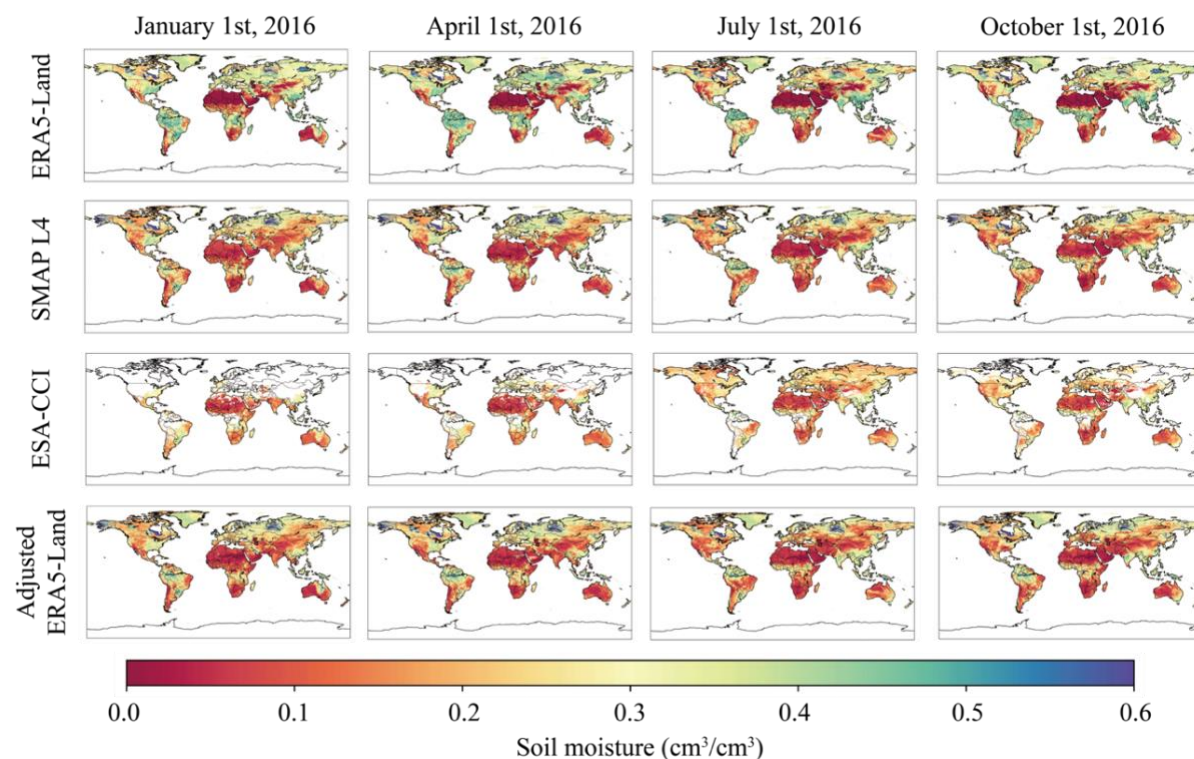 January 1st, 2016 April 1st, 2016 July 1st, 2016 October 1st, 2016
ERA5-Land
SMAP L4
ESA-CCI
Adjusted
ERA5-Land
0.0 0.1 0.2 0.3 0.4 0.5 0.6
Soil moisture (cm³/cm³)